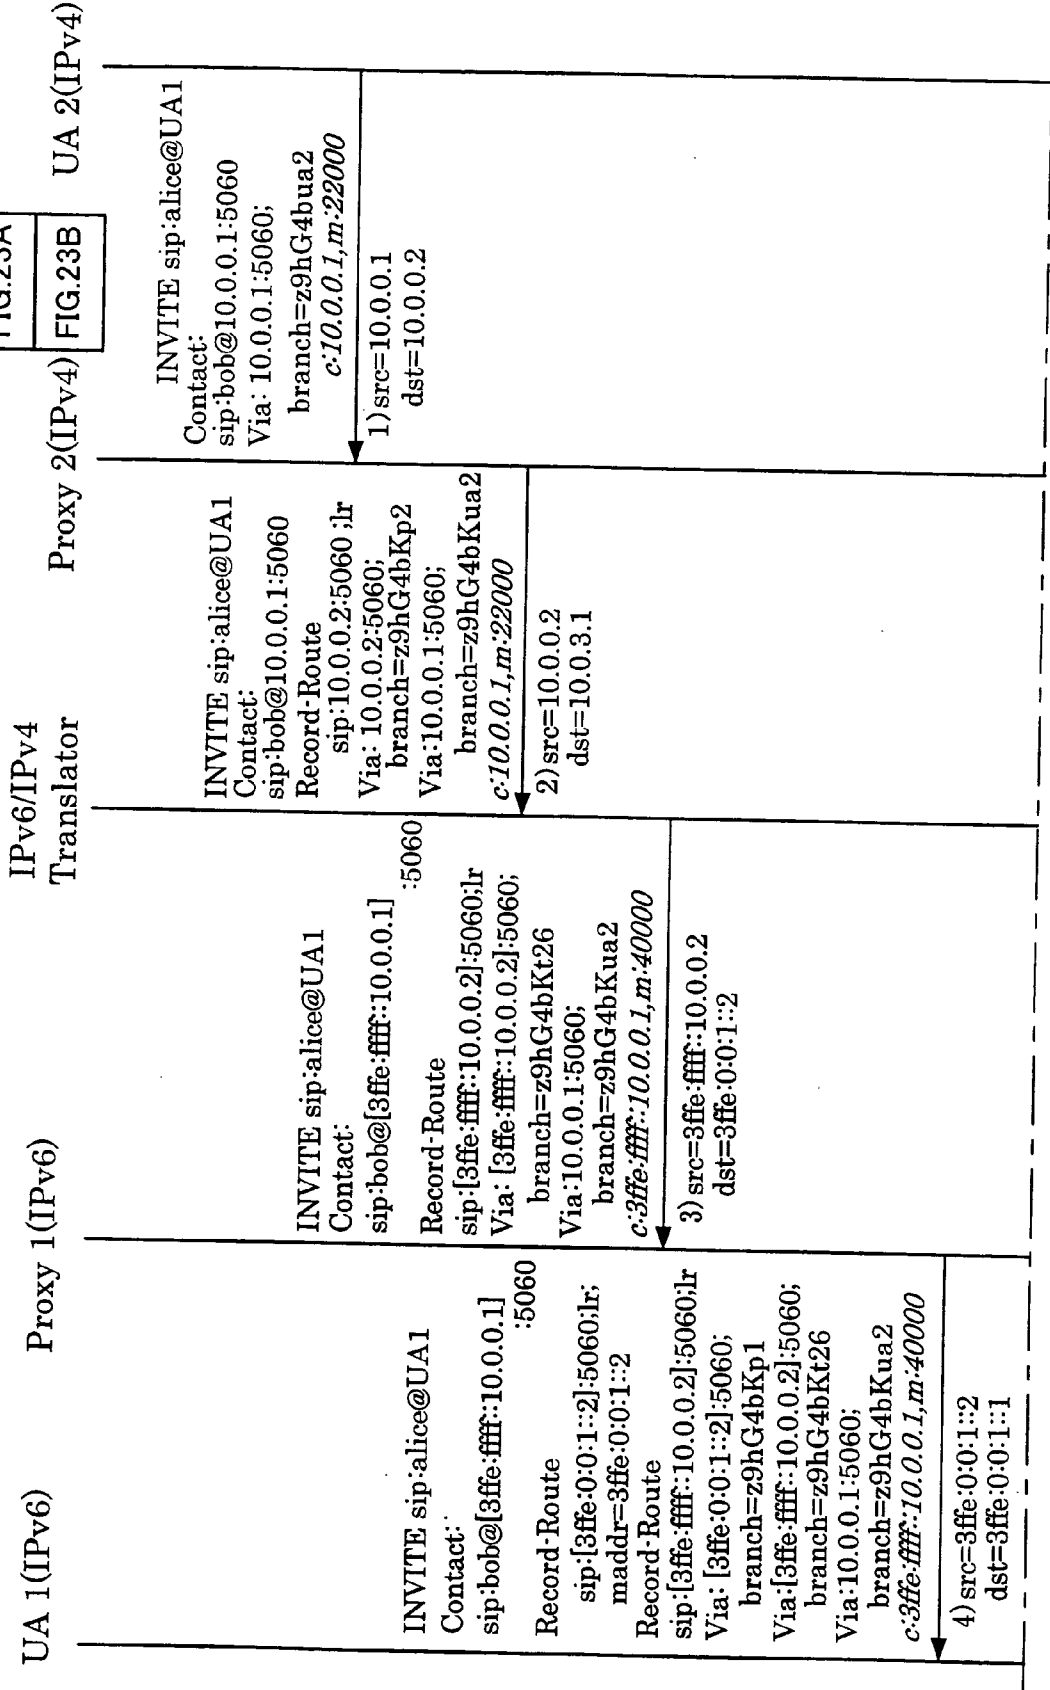 UA 1(IPv6)
Proxy 1(IPv6)
IPv6/IPv4
Translator
Proxy 2(IPv4)
UA 2(IPv4)
FIG.23A
FIG.23B
INVITE sip:alice@UA1
Contact:
sip:bob@10.0.0.1:5060
Via: 10.0.0.1:5060;
branch=z9hG4bua2
c:10.0.0.1,m:22000
1)src=10.0.0.1
dst=10.0.0.2
INVITE sip:alice@UA1
Contact:
sip:bob@10.0.0.1:5060
Record-Route
sip:10.0.0.2:5060 ;lr
Via: 10.0.0.2:5060;
branch=z9hG4bKp2
Via:10.0.0.1:5060;
branch=z9hG4bKua2
c:10.0.0.1,m:22000
2)src=10.0.0.2
dst=10.0.3.1
INVITE sip:alice@UA1
Contact:
sip:bob@[3ffe:ffff::10.0.0.1]
:5060
Record-Route
sip:[3ffe:ffff::10.0.0.2]:5060;lr
Via: [3ffe:ffff::10.0.0.2]:5060;
branch=z9hG4bKt26
Via:10.0.0.1:5060;
branch=z9hG4bKua2
c:3ffe:ffff::10.0.0.1,m:40000
3)src=3ffe:ffff::10.0.0.2
dst=3ffe:0:0:1::2
INVITE sip:alice@UA1
Contact:
sip:bob@[3ffe:ffff::10.0.0.1]
:5060
Record-Route
sip:[3ffe:0:0:1::2]:5060;lr;
maddr=3ffe:0:0:1::2
Record-Route
sip:[3ffe:ffff::10.0.0.2]:5060;lr
Via: [3ffe:0:0:1::2]:5060;
branch=z9hG4bKp1
Via:[3ffe:ffff::10.0.0.2]:5060;
branch=z9hG4bKt26
Via:10.0.0.1:5060;
branch=z9hG4bKua2
c:3ffe:ffff::10.0.0.1,m:40000
4)src=3ffe:0:0:1::2
dst=3ffe:0:0:1::1